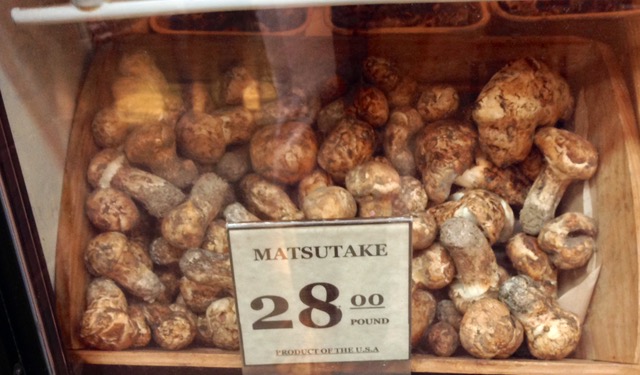 MATSUTAKE
28 00
POUND
PRODUCT OF THE U.S.A